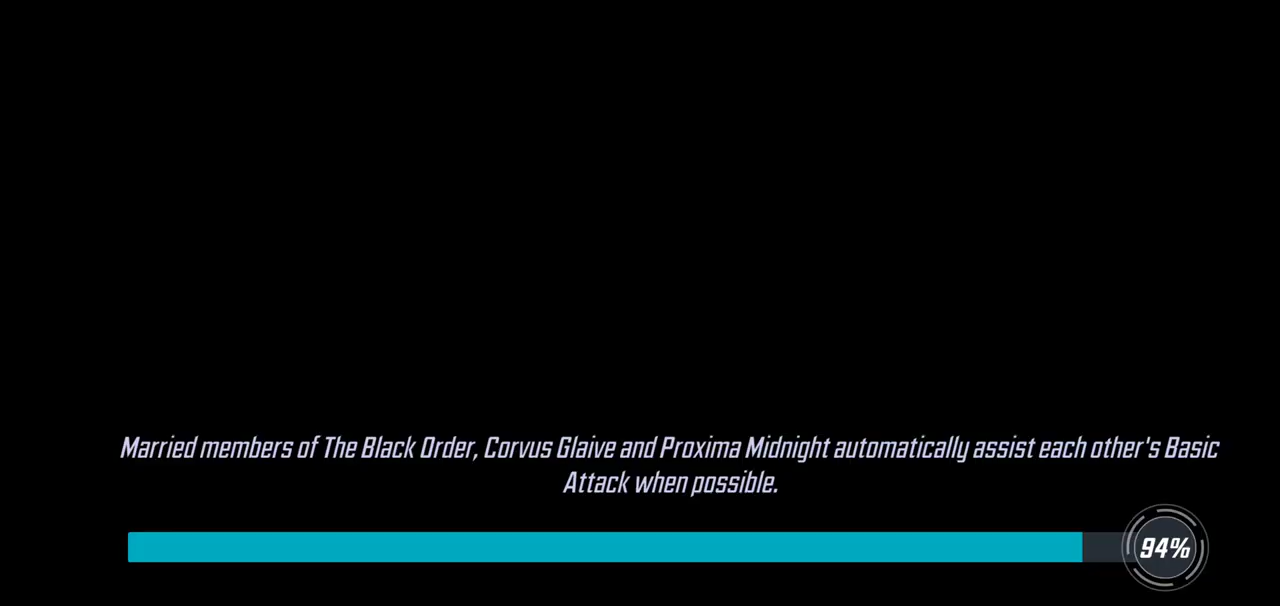 Married members of The Black Order, Corvus Glaive and Proxima Midnight automatically assist each other's Basic
Attack when possible.
94%